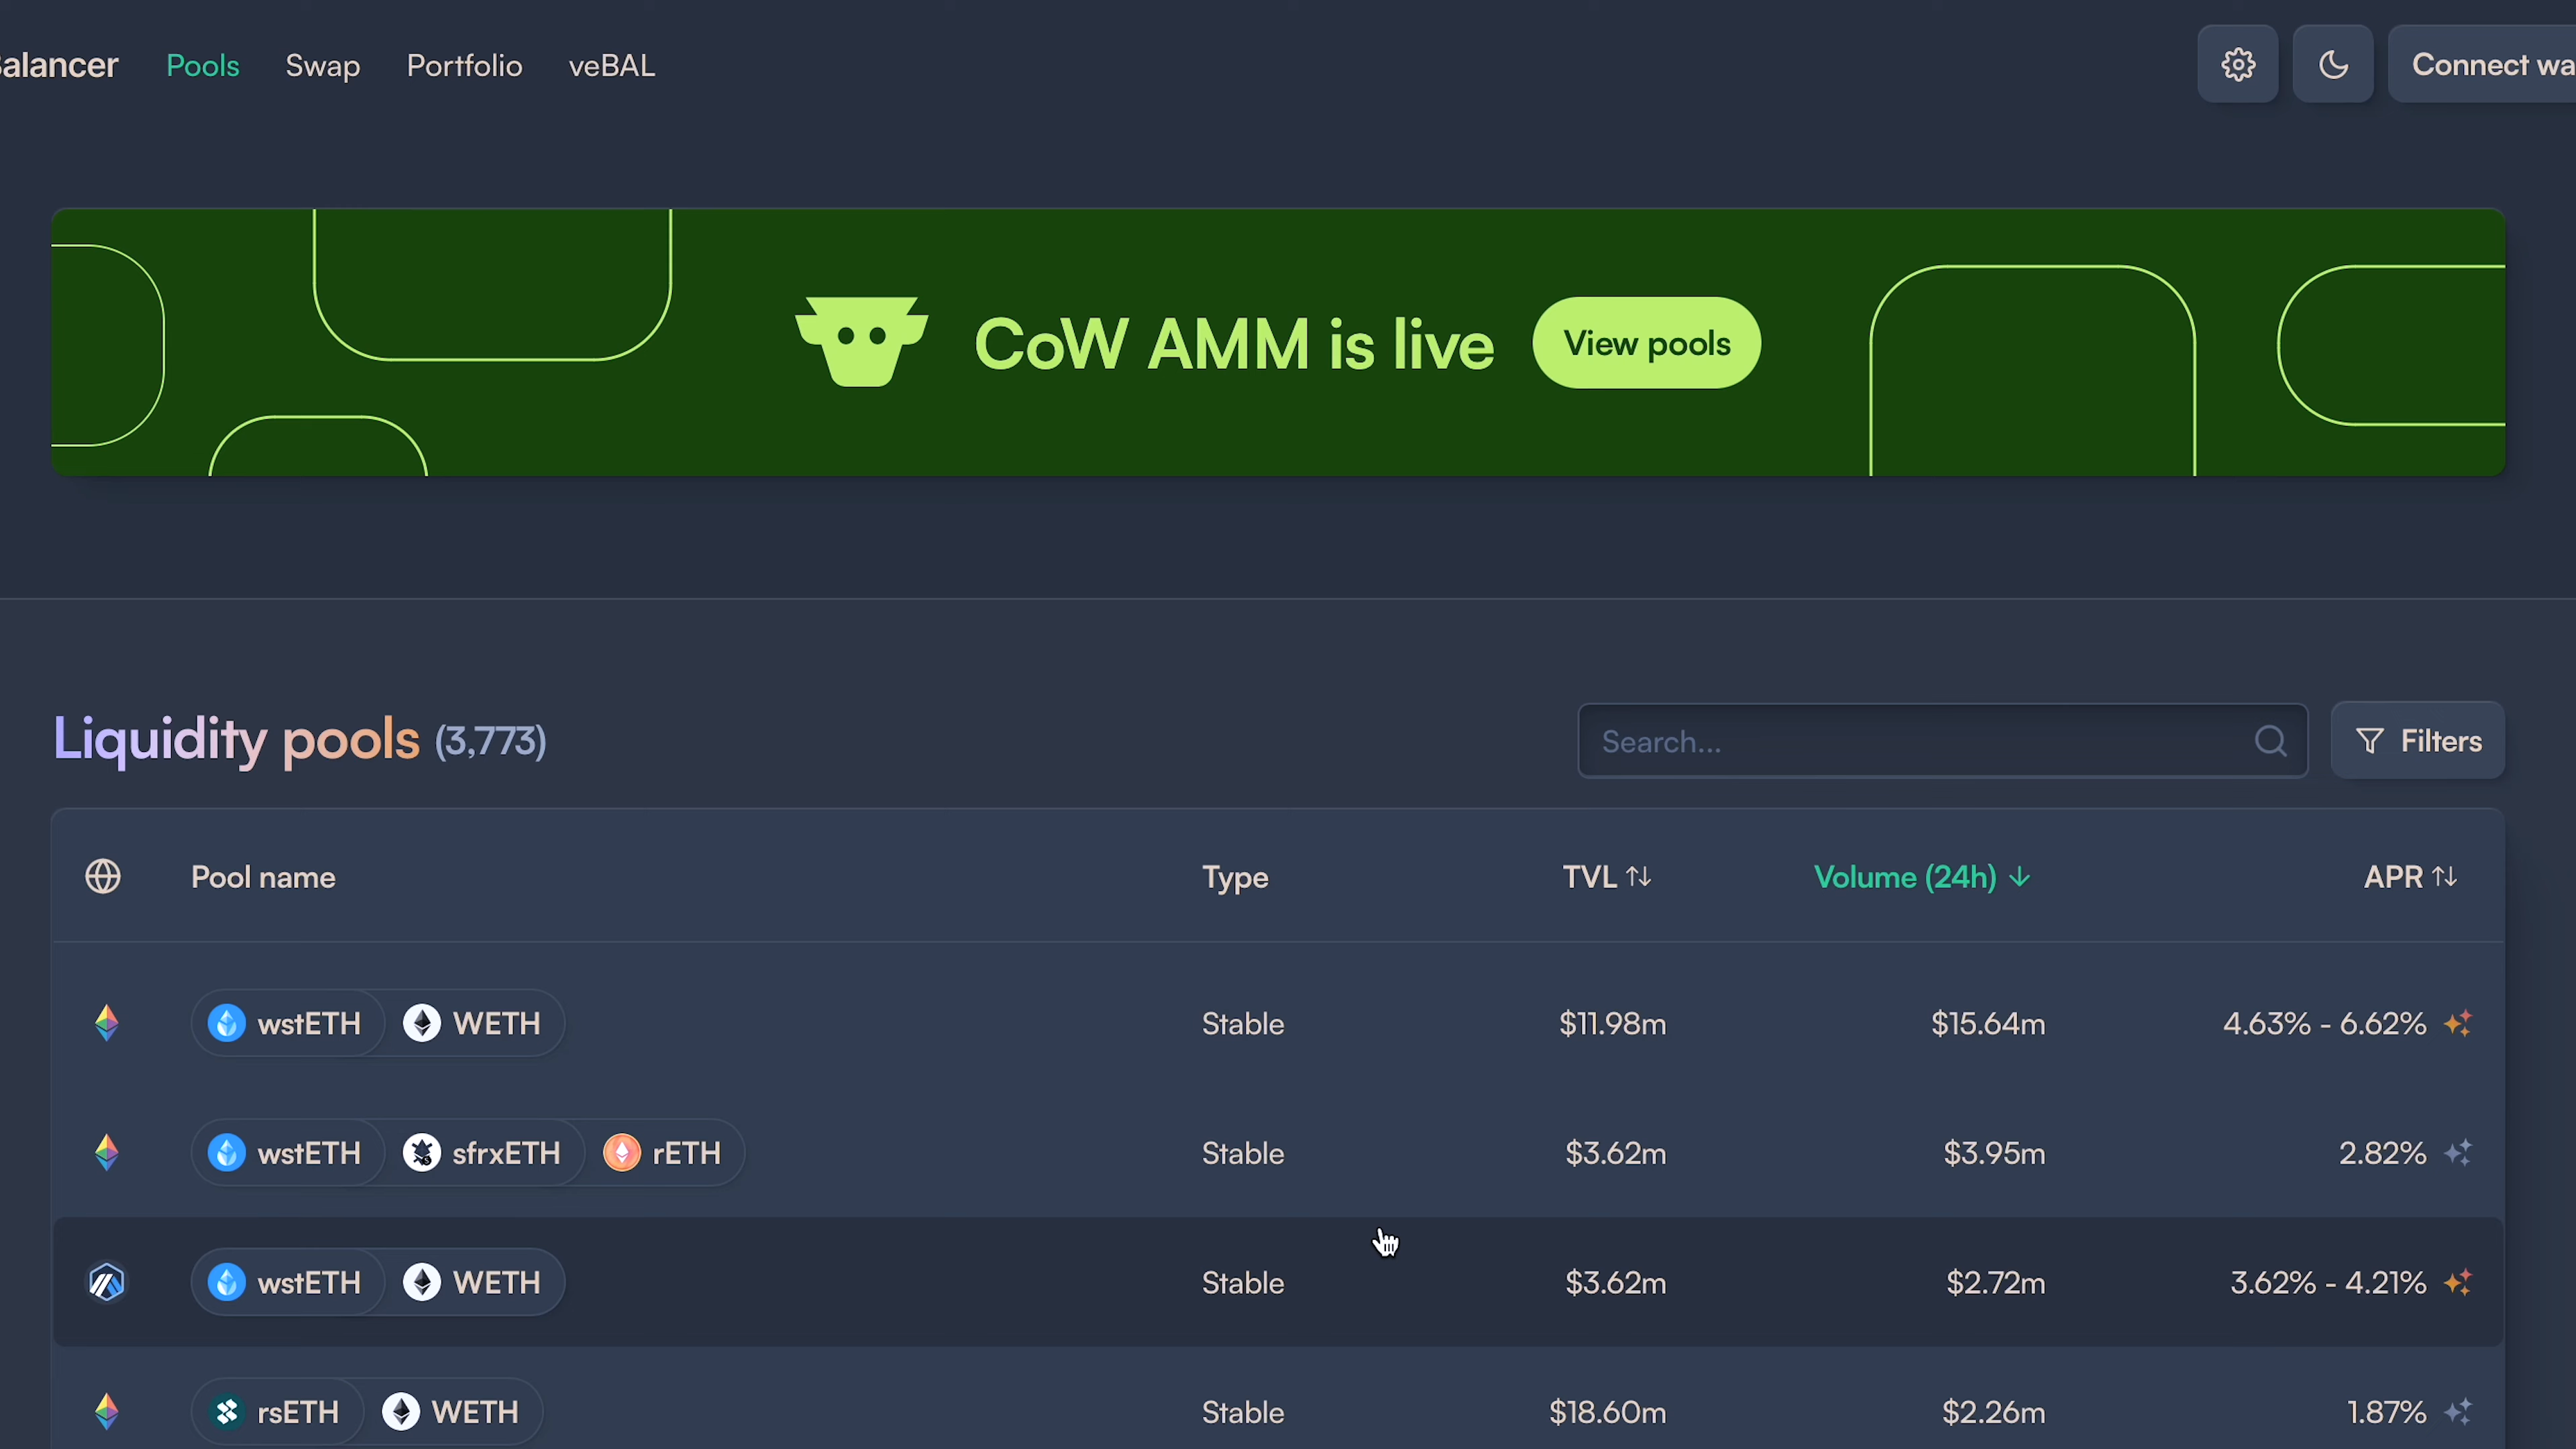 alancer Pools Swap Portfolio veBAL Connect wa
CoW AMM is live View pools
Liquidity pools (3,773) Search... Filters
Pool name Type TVL Volume (24h) APR
wstETH WETH Stable $11.98m $15.64m 4.63% - 6.62%
wstETH sfrxETH rETH Stable $3.62m $3.95m 2.82%
wstETH WETH Stable $3.62m $2.72m 3.62% - 4.21%
rsETH WETH Stable $18.60m $2.26m 1.87%